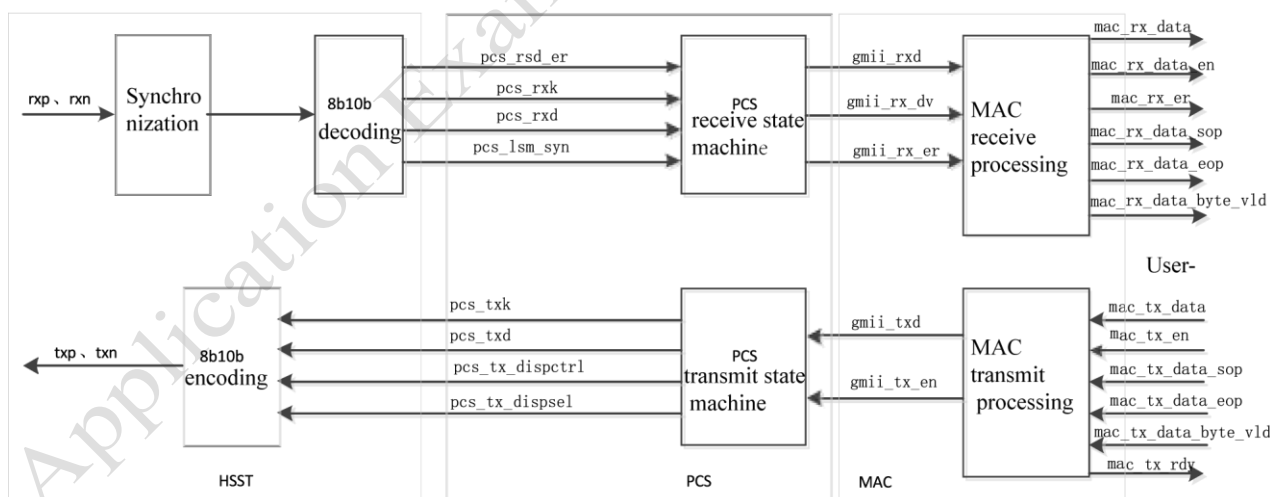 rxp、rxn
Synchro
nization
8b10b
decoding
pcs_rsd_er
pcs_rxk
pcs_rxd
pcs_lsm_syn
PCS
receive state
machine
gmii_rxd
gmii_rx_dv
gmii_rx_er
MAC
receive
processing
mac_rx_data
mac_rx_data_en
mac_rx_er
mac_rx_data_sop
mac_rx_data_eop
mac_rx_data_byte_vld
User-
txp、txn
8b10b
encoding
pcs_txk
pcs_txd
pcs_tx_dispctrl
pcs_tx_dispsel
PCS
transmit state
machine
gmii_txd
gmii_tx_en
MAC
transmit
processing
mac_tx_data
mac_tx_en
mac_tx_data_sop
mac_tx_data_eop
mac_tx_data_byte_vld
mac_tx_rdy
HSST
PCS
MAC
Application